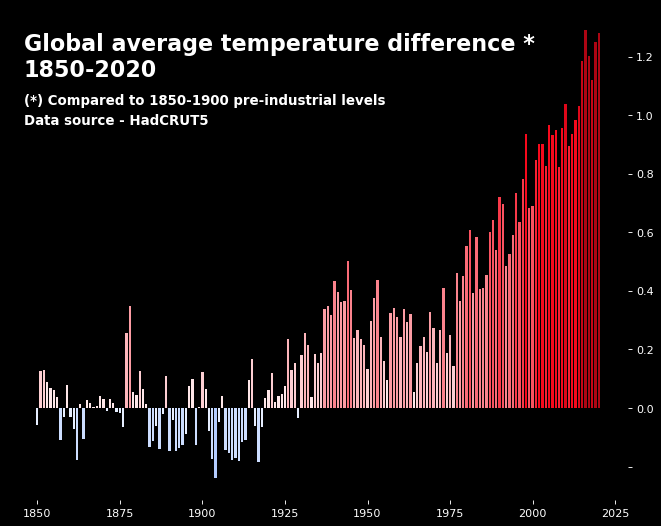 Global average temperature difference *
1850-2020
(*) Compared to 1850-1900 pre-industrial levels
Data source - HadCRUT5
1.2
1.0
0.8
0.6
0.4
0.2
0.0
1850 1875 1900 1925 1950 1975 2000 2025